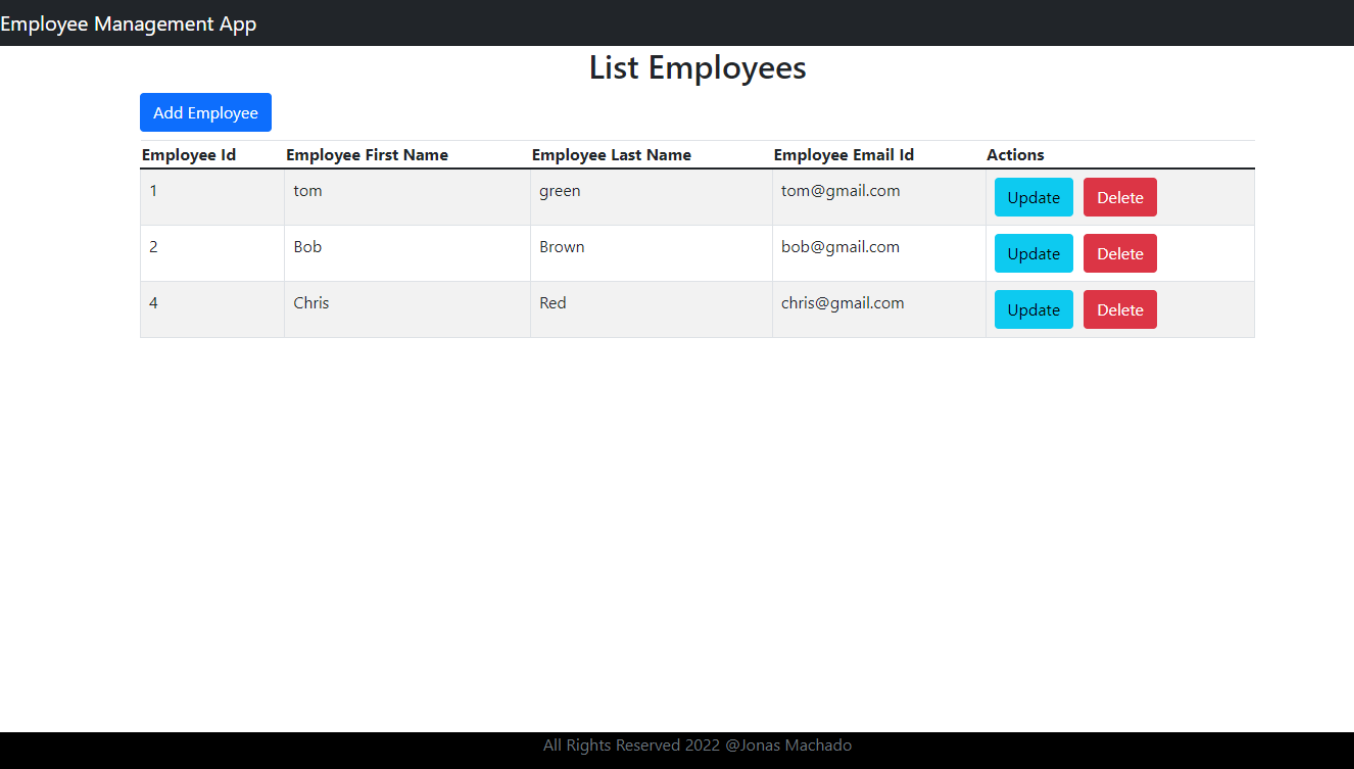 Employee Management App
List Employees
Add Employee
Employee Id Employee First Name Employee Last Name Employee Email Id Actions
1 tom green tom@gmail.com Update Delete
2 Bob Brown bob@gmail.com Update Delete
4 Chris Red chris@gmail.com Update Delete
All Rights Reserved 2022 @Jonas Machado